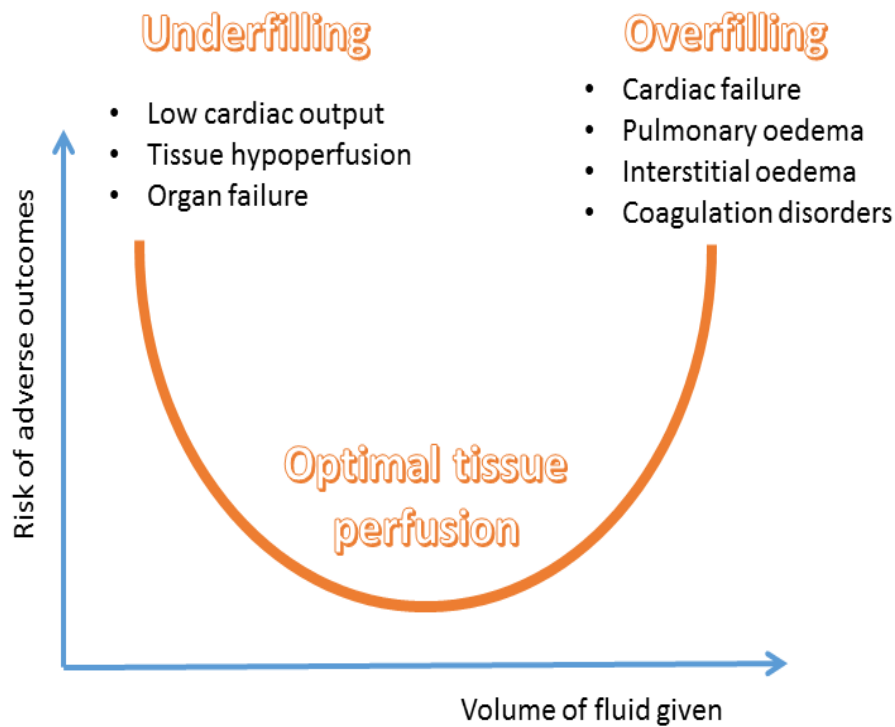 Underfilling
• Low cardiac output
• Tissue hypoperfusion
• Organ failure
Overfilling
• Cardiac failure
• Pulmonary oedema
• Interstitial oedema
• Coagulation disorders
Risk of adverse outcomes
Optimal tissue
perfusion
Volume of fluid given